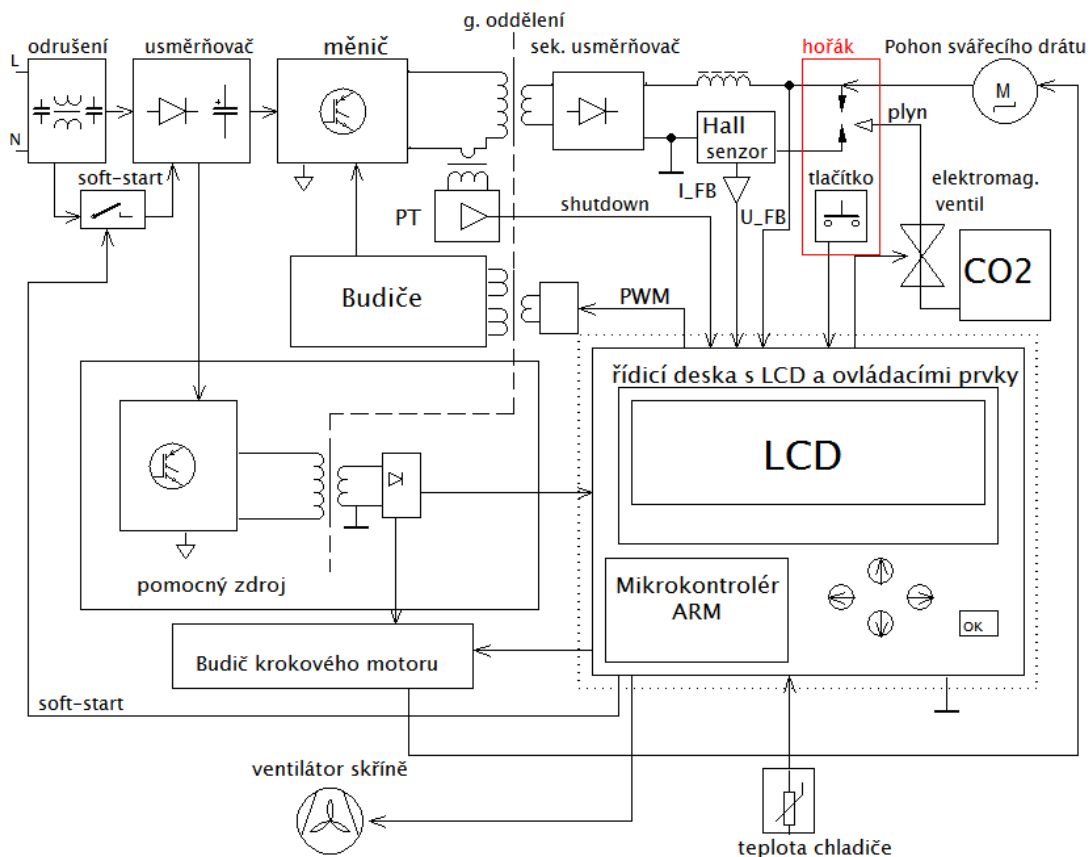 g. oddělení
odrušení
usměrňovač
měnič
sek. usměrňovač
hořák
Pohon svářecího drátu
L
N
M
plyn
Hall
senzor
soft-start
tlačítko
elektromag.
ventil
I_FB
U_FB
PT
shutdown
CO2
Budiče
PWM
řídicí deska s LCD a ovládacími prvky
LCD
pomocný zdroj
Mikrokontrolér
ARM
OK
Budič krokového motoru
soft-start
ventilátor skříně
teplota chladiče